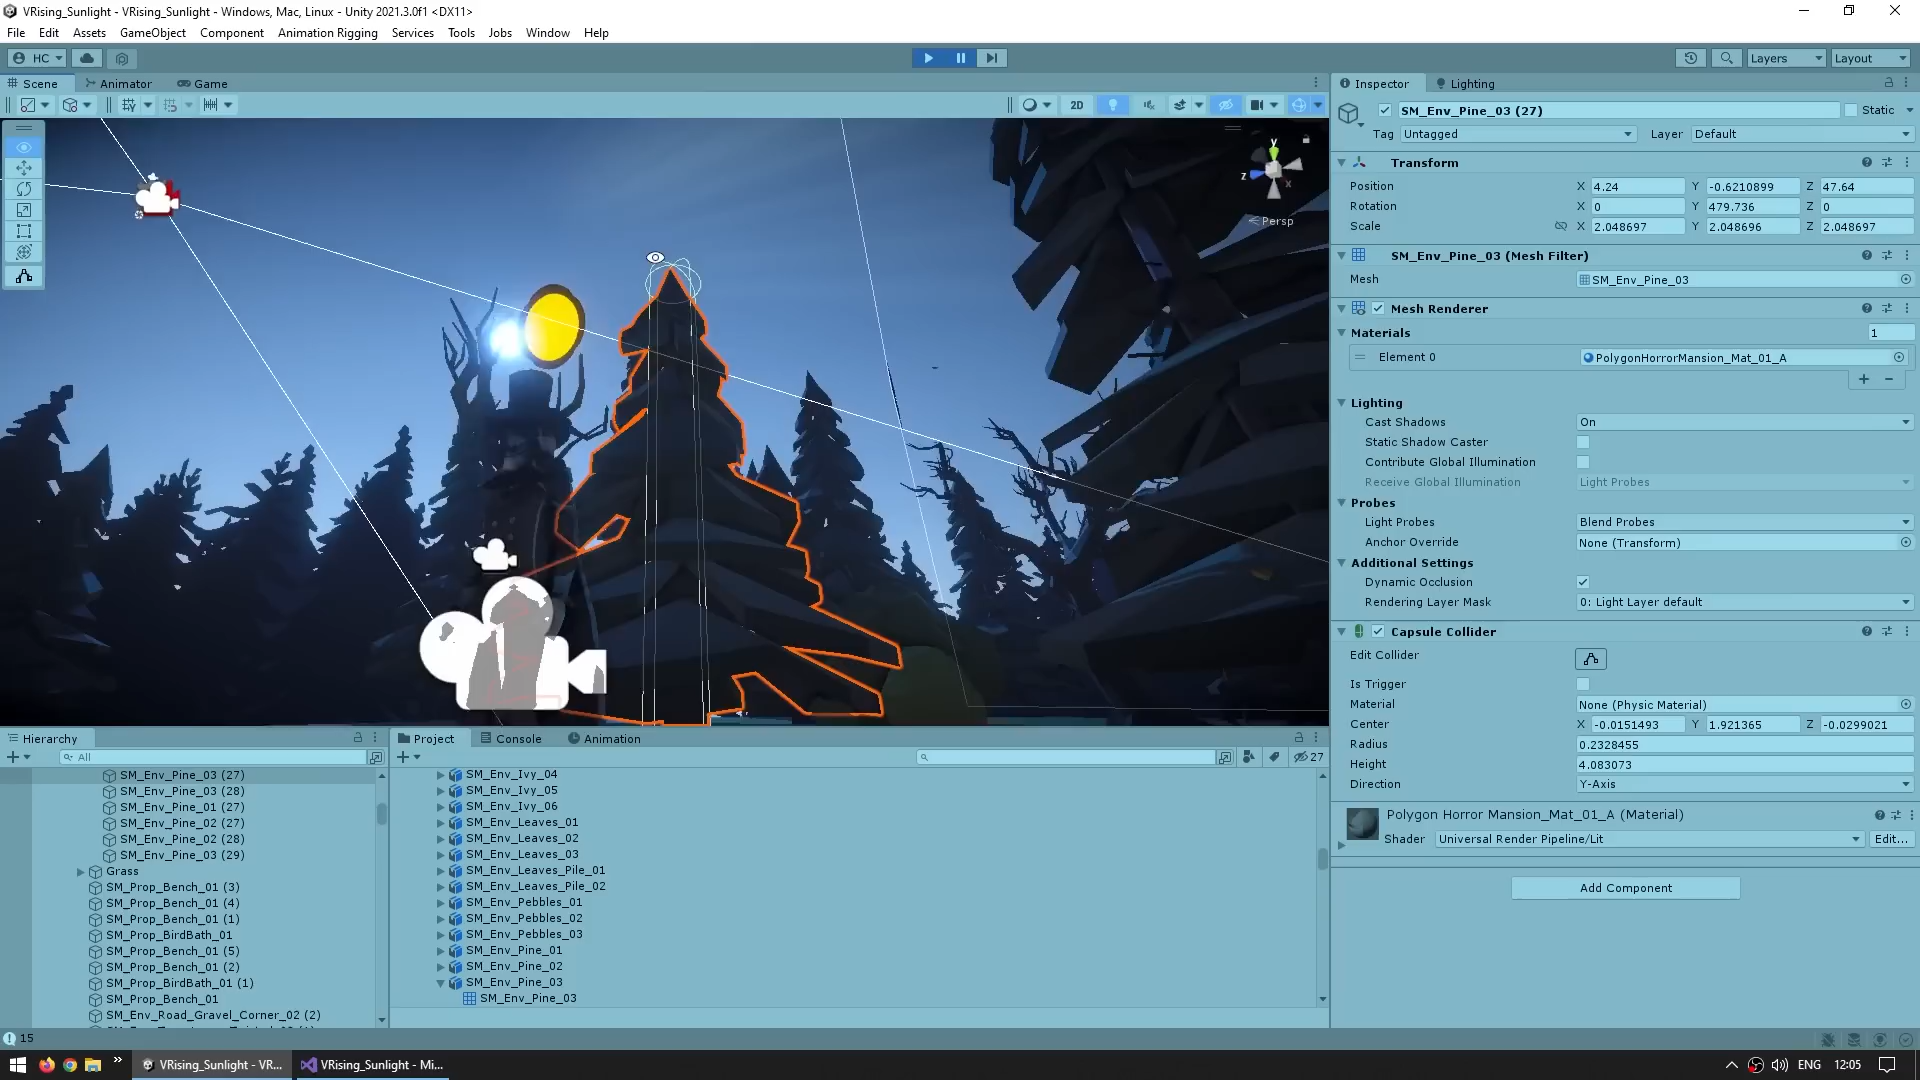 VRising_Sunlight - VRising_Sunlight - Windows, Mac, Linux - Unity 2021.3.0f1 <DX11>
File Edit Assets GameObject Component Animation Rigging Services Tools Jobs Window Help
HC Layers Layout
Scene Animator Game
2D
y
z x
Persp
Inspector Lighting
SM_Env_Pine_03 (27) Static
Tag Untagged Layer Default
Transform
Position X 4.24 Y -0.6210899 Z 47.64
Rotation X 0 Y 479.736 Z 0
Scale X 2.048697 Y 2.048696 Z 2.048697
SM_Env_Pine_03 (Mesh Filter)
Mesh SM_Env_Pine_03
Mesh Renderer
Materials 1
Element 0 PolygonHorrorMansion_Mat_01_A
Lighting
Cast Shadows On
Static Shadow Caster
Contribute Global Illumination
Receive Global Illumination Light Probes
Probes
Light Probes Blend Probes
Anchor Override None (Transform)
Additional Settings
Dynamic Occlusion
Rendering Layer Mask 0: Light Layer default
Capsule Collider
Edit Collider
Is Trigger
Material None (Physic Material)
Center X -0.0151493 Y 1.921365 Z -0.0299021
Radius 0.2328455
Height 4.083073
Direction Y-Axis
Polygon Horror Mansion_Mat_01_A (Material)
Shader Universal Render Pipeline/Lit Edit...
Add Component
Hierarchy
All
SM_Env_Pine_03 (27)
SM_Env_Pine_03 (28)
SM_Env_Pine_01 (27)
SM_Env_Pine_02 (27)
SM_Env_Pine_02 (28)
SM_Env_Pine_03 (29)
Grass
SM_Prop_Bench_01 (3)
SM_Prop_Bench_01 (4)
SM_Prop_Bench_01 (1)
SM_Prop_BirdBath_01
SM_Prop_Bench_01 (5)
SM_Prop_Bench_01 (2)
SM_Prop_BirdBath_01 (1)
SM_Prop_Bench_01
SM_Env_Road_Gravel_Corner_02 (2)
Project Console Animation
27
SM_Env_Ivy_04
SM_Env_Ivy_05
SM_Env_Ivy_06
SM_Env_Leaves_01
SM_Env_Leaves_02
SM_Env_Leaves_03
SM_Env_Leaves_Pile_01
SM_Env_Leaves_Pile_02
SM_Env_Pebbles_01
SM_Env_Pebbles_02
SM_Env_Pebbles_03
SM_Env_Pine_01
SM_Env_Pine_02
SM_Env_Pine_03
SM_Env_Pine_03
15
VRising_Sunlight - VR... VRising_Sunlight - Mi... ENG 12:05